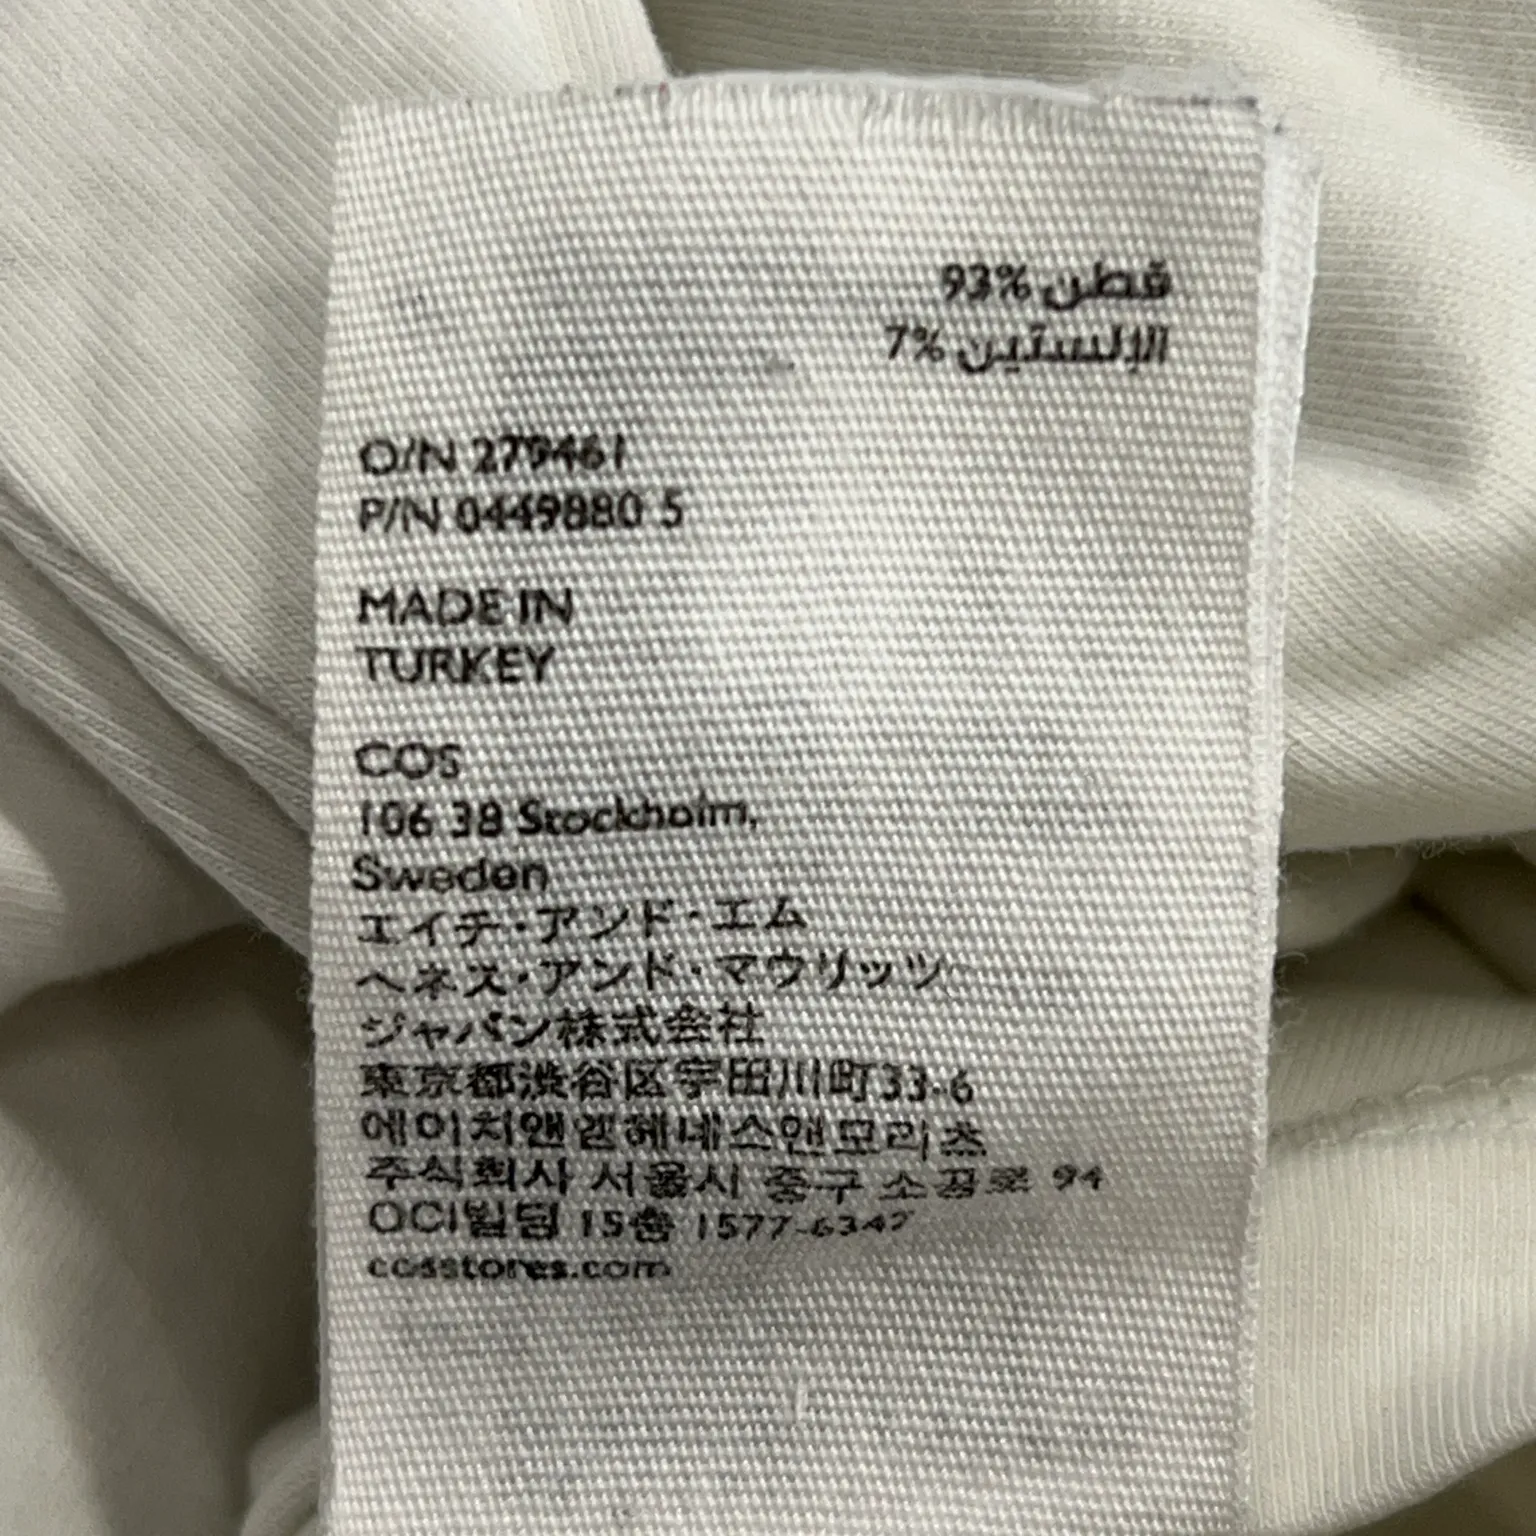 قطن 93%
الإلستين 7%
O/N 279461
P/N 0449880 5
MADE IN
TURKEY
COS
106 38 Stockholm,
Sweden
エイチ・アンド・エム
ヘネス・アンド・マウリッツ
ジャパン株式会社
東京都渋谷区宇田川町33-6
에이치앤엠헤네스앤모리츠
주식회사 서울시 중구 소공로 94
OCI빌딩 15층 1577-6347
cosstores.com